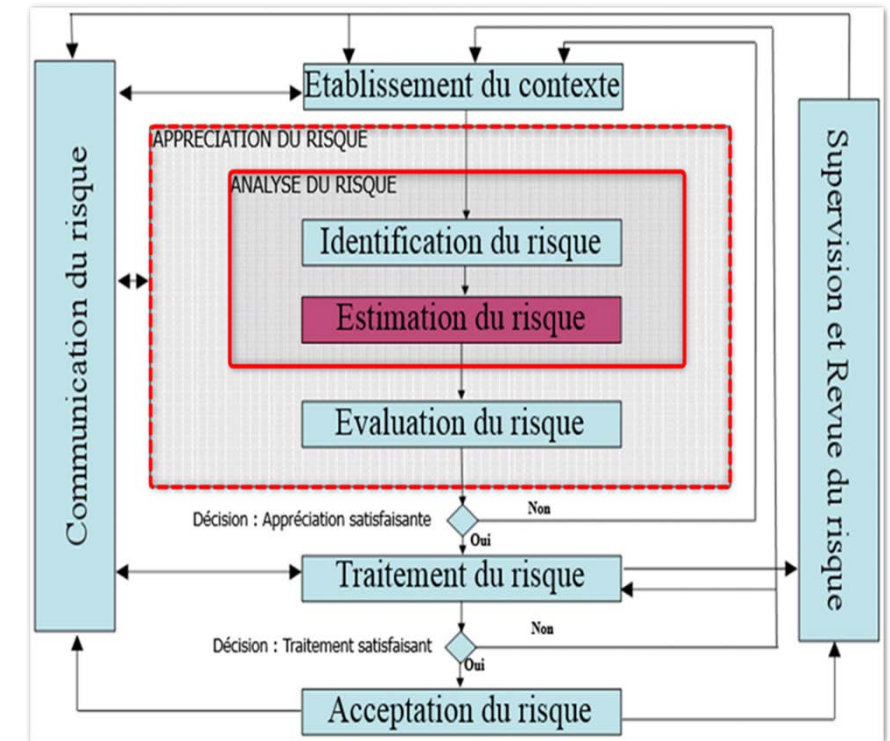 Etablissement du contexte
APPRECIATION DU RISQUE
ANALYSE DU RISQUE
Identification du risque
Estimation du risque
Evaluation du risque
Décision : Appréciation satisfaisante
Non
Oui
Traitement du risque
Décision : Traitement satisfaisant
Non
Oui
Acceptation du risque
Communication du risque
Supervision et Revue du risque